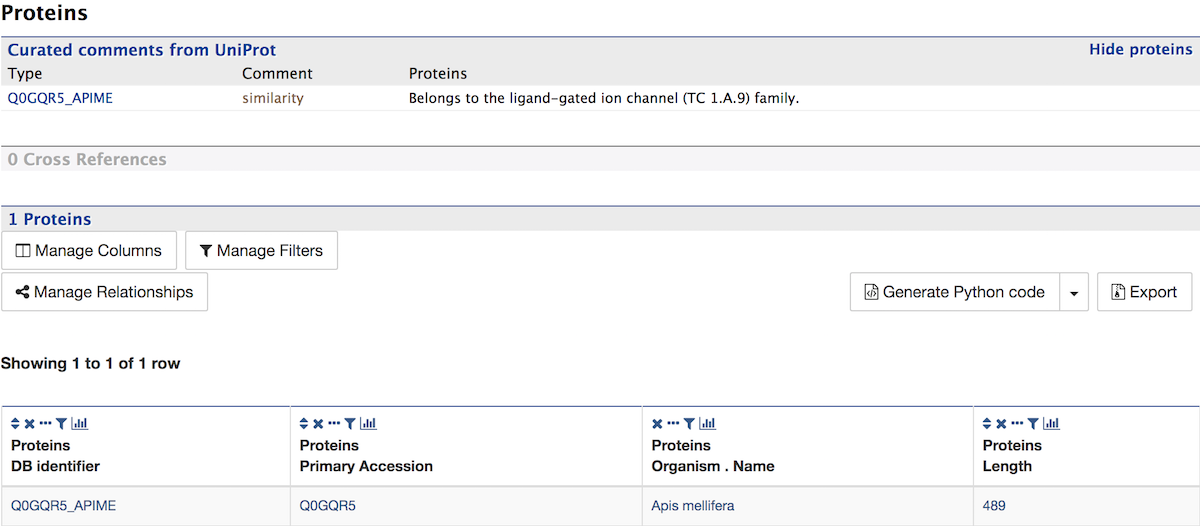 Proteins
Curated comments from UniProt Hide proteins
Type Comment Proteins
Q0GQR5_APIME similarity Belongs to the ligand-gated ion channel (TC 1.A.9) family.
0 Cross References
1 Proteins
Manage Columns Manage Filters
Manage Relationships Generate Python code Export
Showing 1 to 1 of 1 row
Proteins Proteins Proteins Proteins
DB identifier Primary Accession Organism . Name Length
Q0GQR5_APIME Q0GQR5 Apis mellifera 489